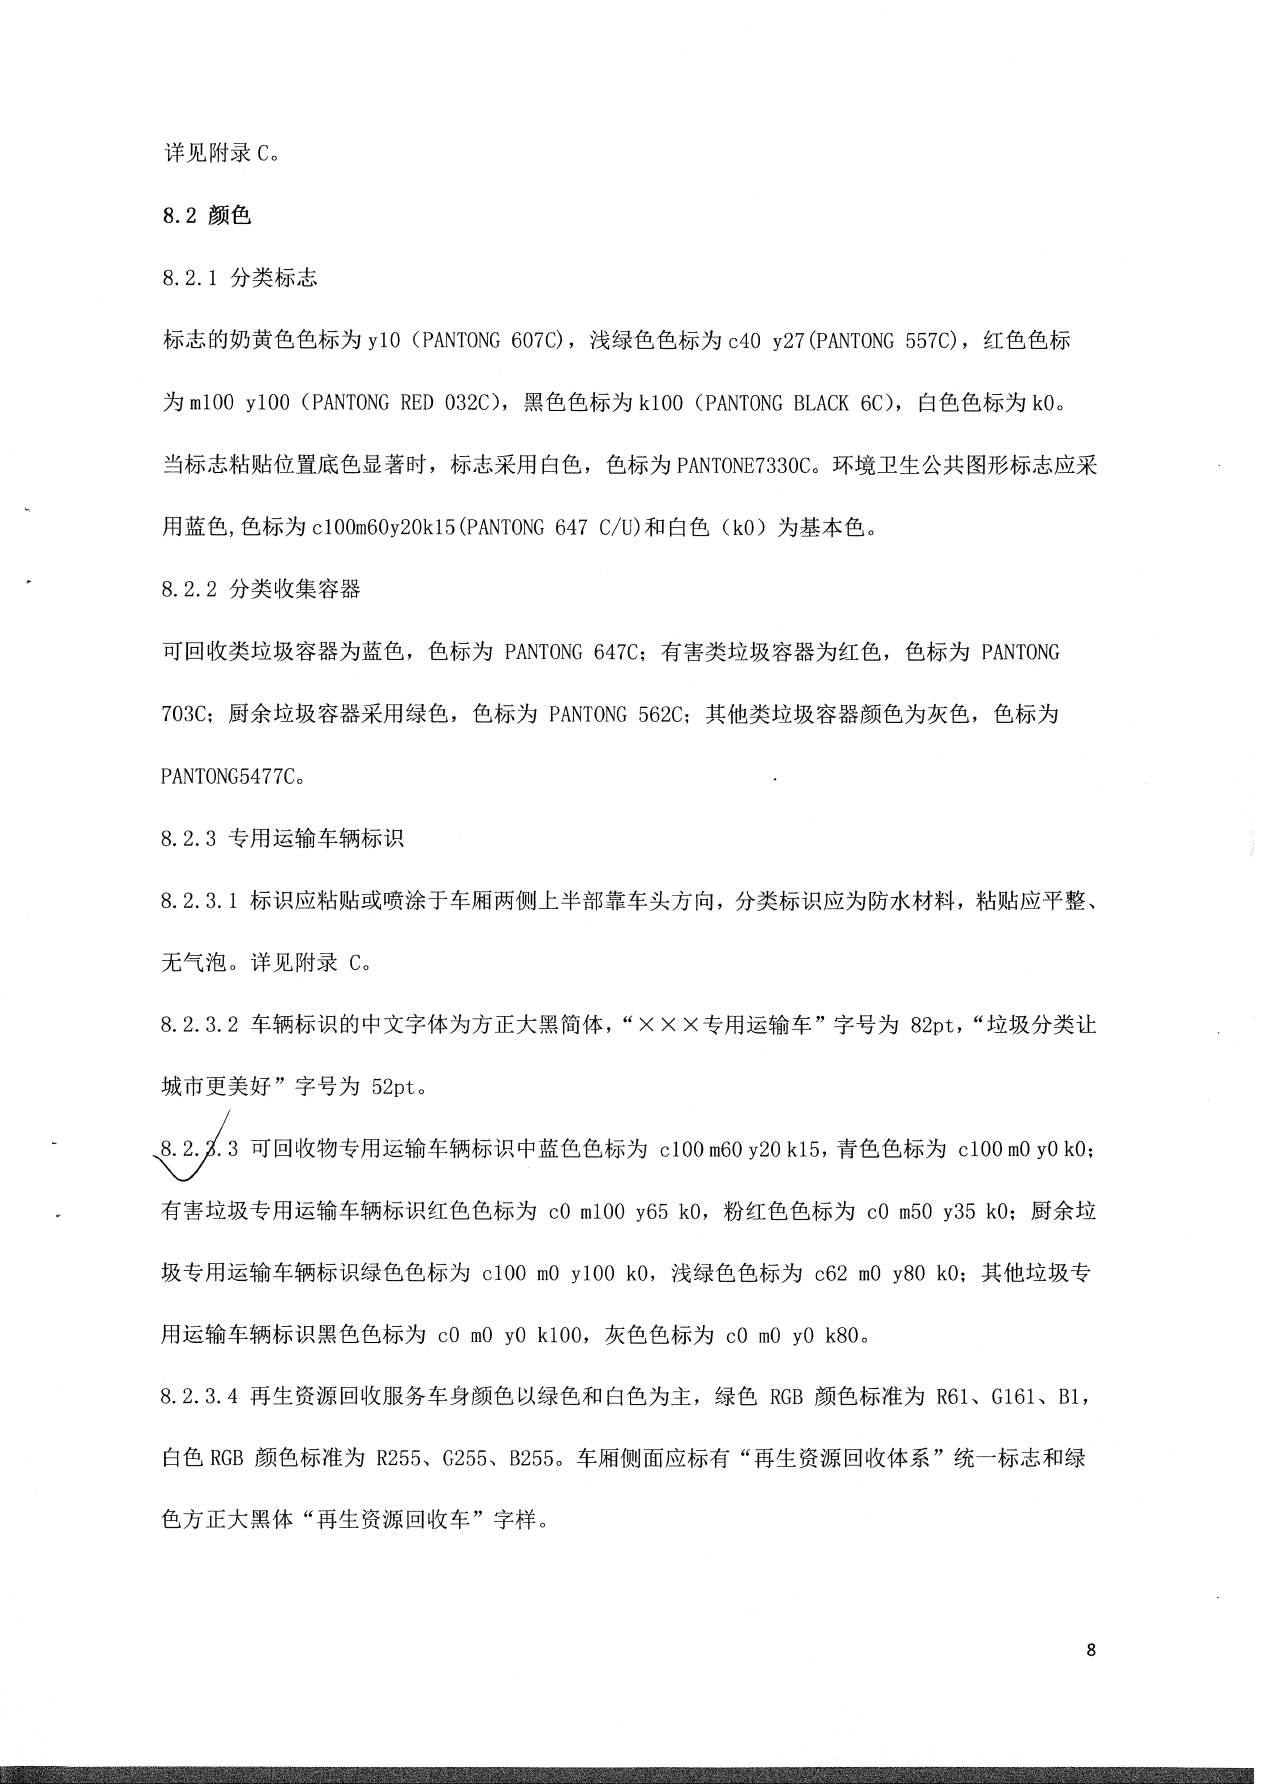 详见附录 C。
8.2 颜色
8.2.1 分类标志
标志的奶黄色色标为 y10（PANTONG 607C)，浅绿色色标为 c40 y27(PANTONG 557C)，红色色标
为 m100 y100（PANTONG RED 032C)，黑色色标为 k100（PANTONG BLACK 6C)，白色色标为 k0。
当标志粘贴位置底色显著时，标志采用白色，色标为 PANTONE7330C。环境卫生公共图形标志应采
用蓝色,色标为 c100m60y20k15(PANTONG 647 C/U)和白色（k0）为基本色。
8.2.2 分类收集容器
可回收类垃圾容器为蓝色，色标为 PANTONG 647C；有害类垃圾容器为红色，色标为 PANTONG
703C；厨余垃圾容器采用绿色，色标为 PANTONG 562C；其他类垃圾容器颜色为灰色，色标为
PANTONG5477C。
8.2.3 专用运输车辆标识
8.2.3.1 标识应粘贴或喷涂于车厢两侧上半部靠车头方向，分类标识应为防水材料，粘贴应平整、
无气泡。详见附录 C。
8.2.3.2 车辆标识的中文字体为方正大黑简体，“×××专用运输车”字号为 82pt，“垃圾分类让
城市更美好”字号为 52pt。
8.2.3.3 可回收物专用运输车辆标识中蓝色色标为 c100 m60 y20 k15，青色色标为 c100 m0 y0 k0；
有害垃圾专用运输车辆标识红色色标为 c0 m100 y65 k0，粉红色色标为 c0 m50 y35 k0；厨余垃
圾专用运输车辆标识绿色色标为 c100 m0 y100 k0，浅绿色色标为 c62 m0 y80 k0；其他垃圾专
用运输车辆标识黑色色标为 c0 m0 y0 k100，灰色色标为 c0 m0 y0 k80。
8.2.3.4 再生资源回收服务车身颜色以绿色和白色为主，绿色 RGB 颜色标准为 R61、G161、B1，
白色 RGB 颜色标准为 R255、G255、B255。车厢侧面应标有“再生资源回收体系”统一标志和绿
色方正大黑体“再生资源回收车”字样。
8